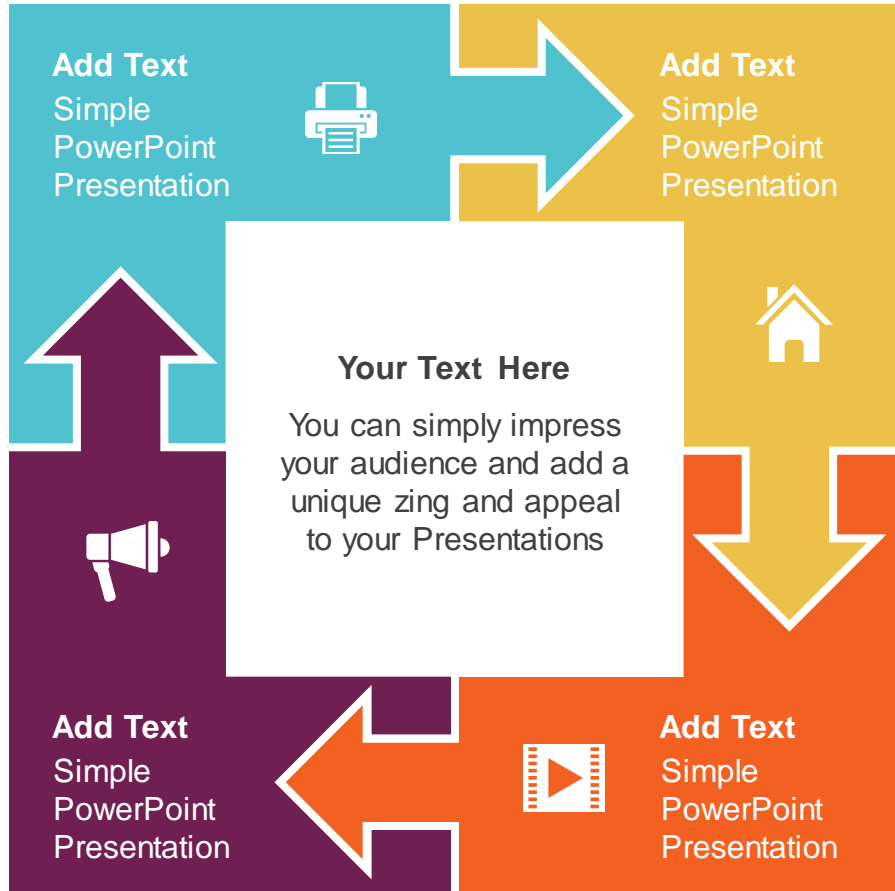 Add Text
Simple
PowerPoint
Presentation
Add Text
Simple
PowerPoint
Presentation
Your Text Here
You can simply impress
your audience and add a
unique zing and appeal
to your Presentations
Add Text
Simple
PowerPoint
Presentation
Add Text
Simple
PowerPoint
Presentation